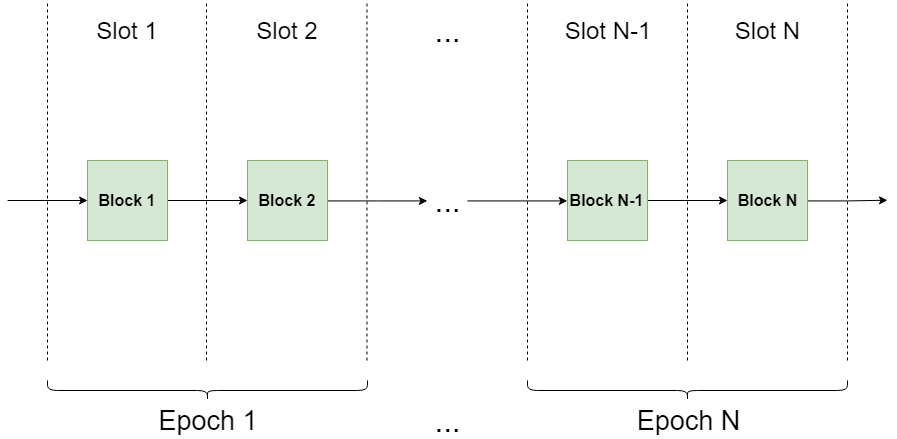 Slot 1
Slot 2
...
Slot N-1
Slot N
Block 1
Block 2
...
Block N-1
Block N
Epoch 1
...
Epoch N